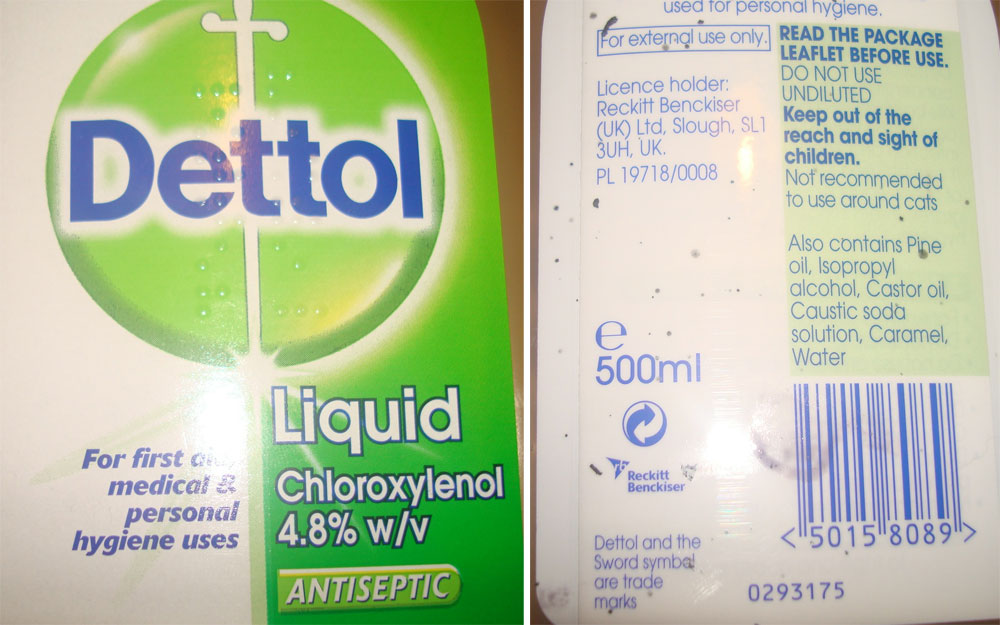 Dettol
Liquid
Chloroxylenol
4.8% w/v
ANTISEPTIC
For first aid,
medical &
personal
hygiene uses
used for personal hygiene.
For external use only.
Licence holder:
Reckitt Benckiser
(UK) Ltd, Slough, SL1
3UH, UK.
PL 19718/0008
e
500ml
Reckitt
Benckiser
Dettol and the
Sword symbol
are trade
marks
READ THE PACKAGE
LEAFLET BEFORE USE.
DO NOT USE
UNDILUTED
Keep out of the
reach and sight of
children.
Not recommended
to use around cats
Also contains Pine
oil, Isopropyl
alcohol, Castor oil,
Caustic soda
solution, Caramel,
Water
<5015 8089>
0293175